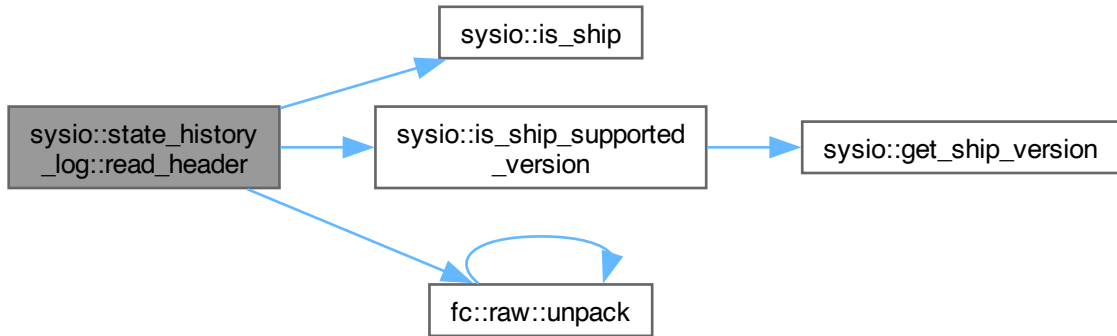 sysio::is_ship
sysio::state_history
_log::read_header
sysio::is_ship_supported
_version
sysio::get_ship_version
fc::raw::unpack